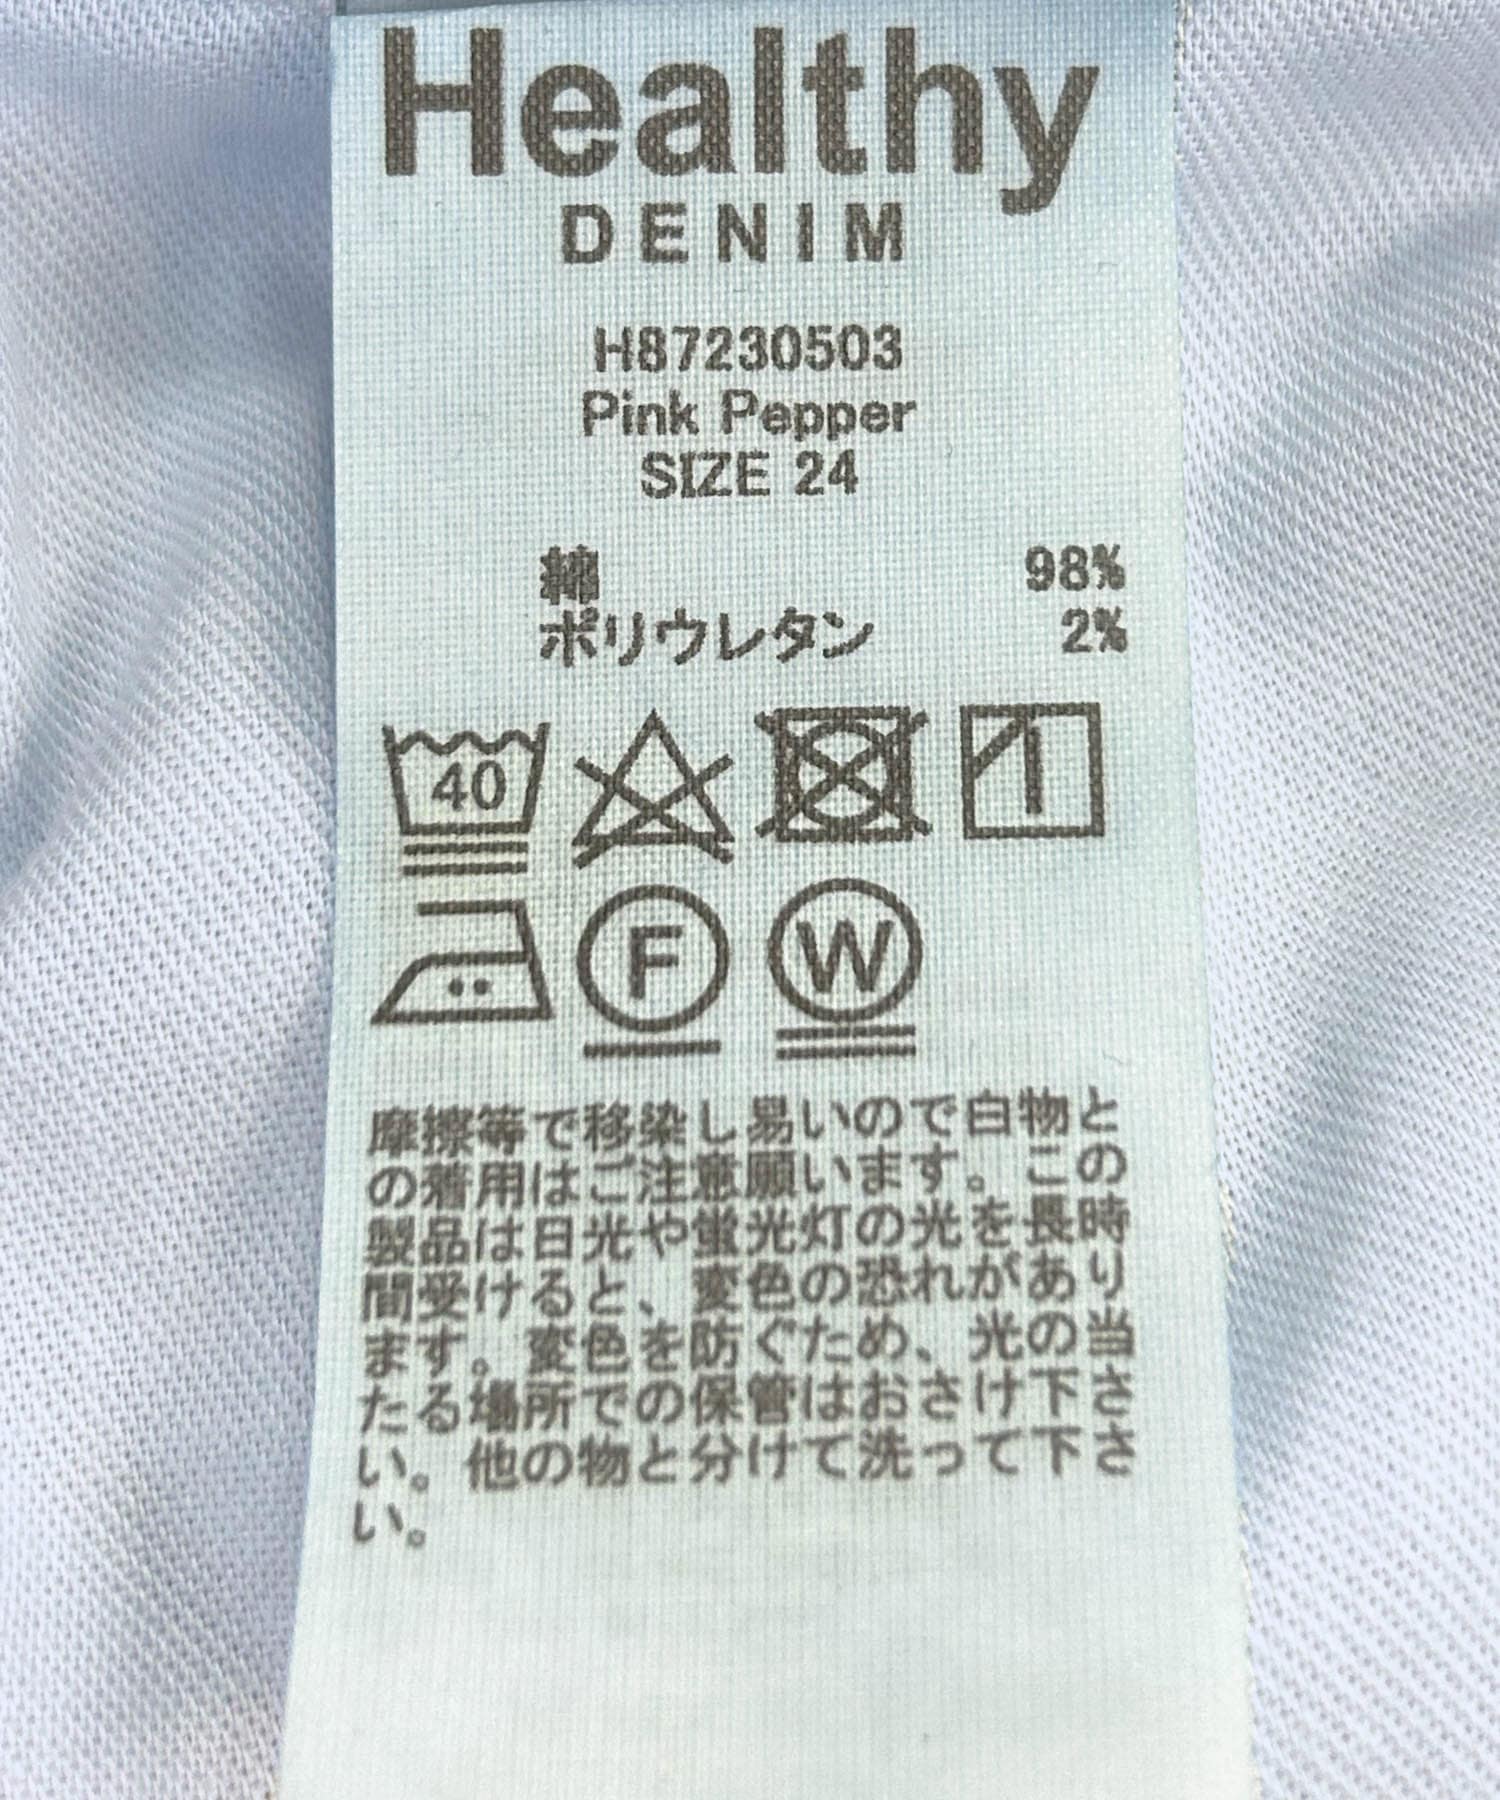 Healthy
DENIM
H87230503
Pink Pepper
SIZE 24
綿 98%
ポリウレタン 2%
40
F W
摩擦等で移染し易いので白物と
の着用はご注意願います。この
製品は日光や蛍光灯の光を長時
間受けると、変色の恐れがあり
ます。変色を防ぐため、光の当
たる場所での保管はおさけ下さ
い。他の物と分けて洗って下さ
い。